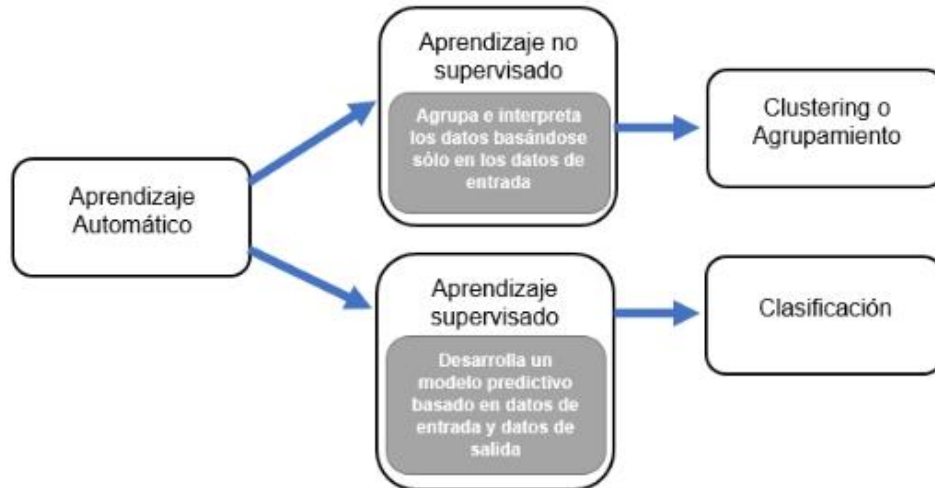 Aprendizaje
Automático
Aprendizaje no
supervisado
Agrupa e interpreta
los datos basándose
sólo en los datos de
entrada
Clustering o
Agrupamiento
Aprendizaje
supervisado
Desarrolla un
modelo predictivo
basado en datos de
entrada y datos de
salida
Clasificación